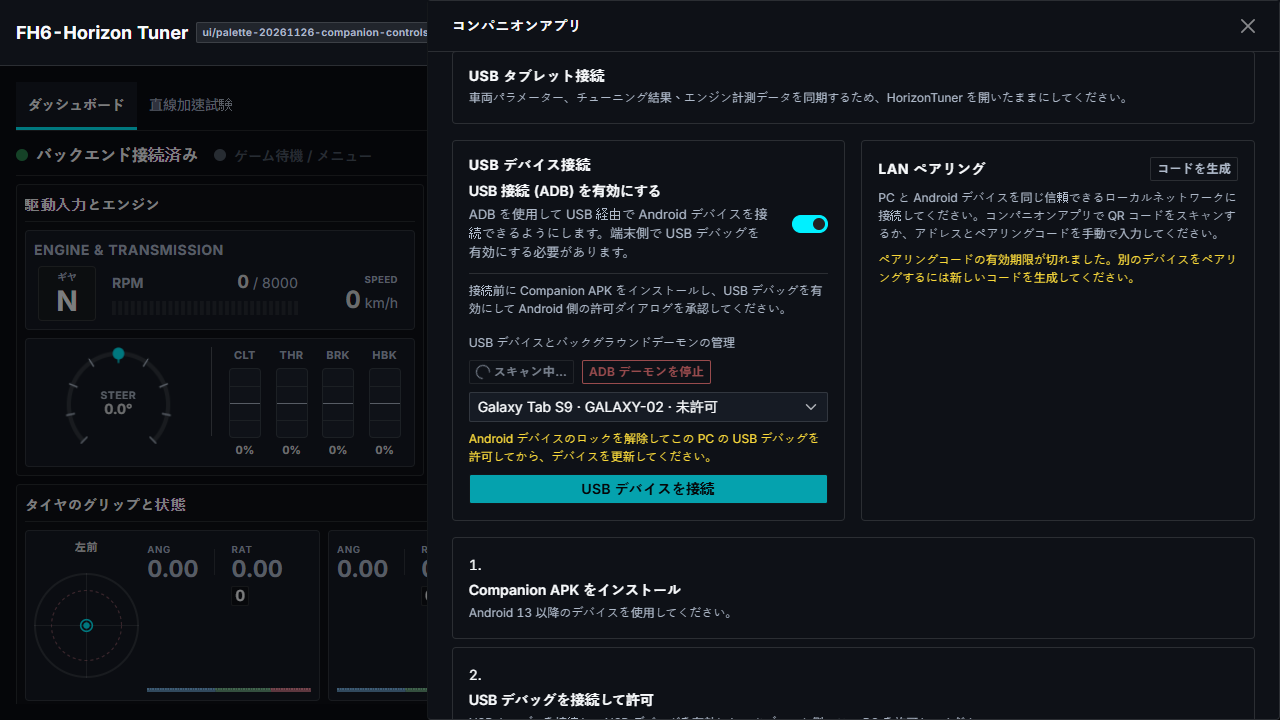 FH6-Horizon Tuner
ui/palette-20261126-companion-controls
ダッシュボード
直線加速試験
バックエンド接続済み
ゲーム待機 / メニュー
駆動入力とエンジン
ENGINE & TRANSMISSION
ギヤ
N
RPM
0 / 8000
SPEED
0 km/h
STEER
0.0°
CLT
THR
BRK
HBK
0%
0%
0%
0%
タイヤのグリップと状態
左前
ANG
0.00
RAT
0.00
0
ANG
0.00
コンパニオンアプリ
USB タブレット接続
車両パラメーター、チューニング結果、エンジン計測データを同期するため、HorizonTuner を開いたままにしてください。
USB デバイス接続
USB 接続 (ADB) を有効にする
ADB を使用して USB 経由で Android デバイスを接
続できるようにします。端末側で USB デバッグを
有効にする必要があります。
接続前に Companion APK をインストールし、USB デバッグを有
効にして Android 側の許可ダイアログを承認してください。
USB デバイスとバックグラウンドデーモンの管理
スキャン中...
ADB デーモンを停止
Galaxy Tab S9 · GALAXY-02 · 未許可
Android デバイスのロックを解除してこの PC の USB デバッグを
許可してから、デバイスを更新してください。
USB デバイスを接続
LAN ペアリング
コードを生成
PC と Android デバイスを同じ信頼できるローカルネットワークに
接続してください。コンパニオンアプリで QR コードをスキャンす
るか、アドレスとペアリングコードを手動で入力してください。
ペアリングコードの有効期限が切れました。別のデバイスをペアリ
ングするには新しいコードを生成してください。
1.
Companion APK をインストール
Android 13 以降のデバイスを使用してください。
2.
USB デバッグを接続して許可